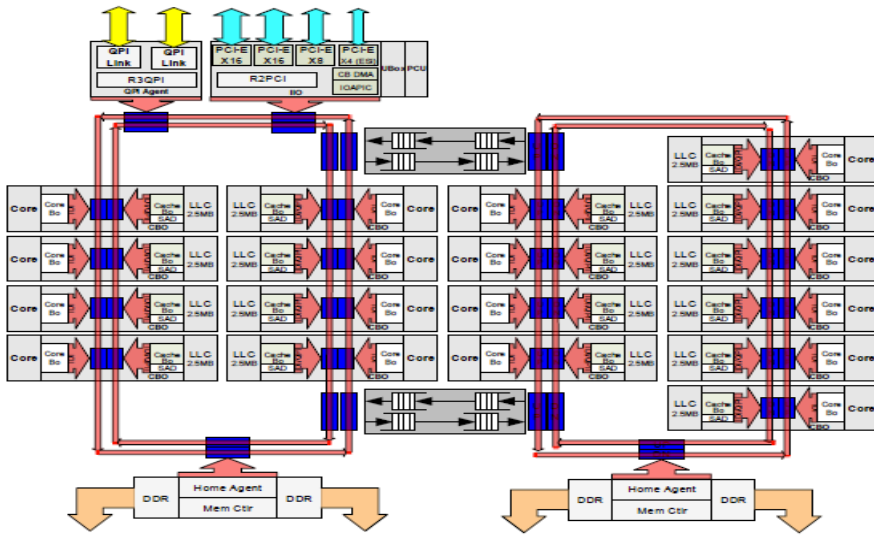 QPI Link
QPI Link
R3QPI
QPI Agent
PCI-E X16
PCI-E X16
PCI-E X8
PCI-E X4 (ESI)
R2PCI
CB DMA
IOAPIC
IIO
UBox
PCU
LLC 2.5MB Cache Bo SAD CBO Core Bo Core
Core Core Bo Cache Bo SAD CBO LLC 2.5MB
LLC 2.5MB Cache Bo SAD CBO Core Bo Core
Core Core Bo Cache Bo SAD CBO LLC 2.5MB
LLC 2.5MB Cache Bo SAD CBO Core Bo Core
Core Core Bo Cache Bo SAD CBO LLC 2.5MB
LLC 2.5MB Cache Bo SAD CBO Core Bo Core
Core Core Bo Cache Bo SAD CBO LLC 2.5MB
LLC 2.5MB Cache Bo SAD CBO Core Bo Core
Core Core Bo Cache Bo SAD CBO LLC 2.5MB
LLC 2.5MB Cache Bo SAD CBO Core Bo Core
Core Core Bo Cache Bo SAD CBO LLC 2.5MB
LLC 2.5MB Cache Bo SAD CBO Core Bo Core
Core Core Bo Cache Bo SAD CBO LLC 2.5MB
LLC 2.5MB Cache Bo SAD CBO Core Bo Core
Core Core Bo Cache Bo SAD CBO LLC 2.5MB
LLC 2.5MB Cache Bo SAD CBO Core Bo Core
LLC 2.5MB Cache Bo SAD CBO Core Bo Core
DDR
Home Agent
Mem Ctlr
DDR
DDR
Home Agent
Mem Ctlr
DDR